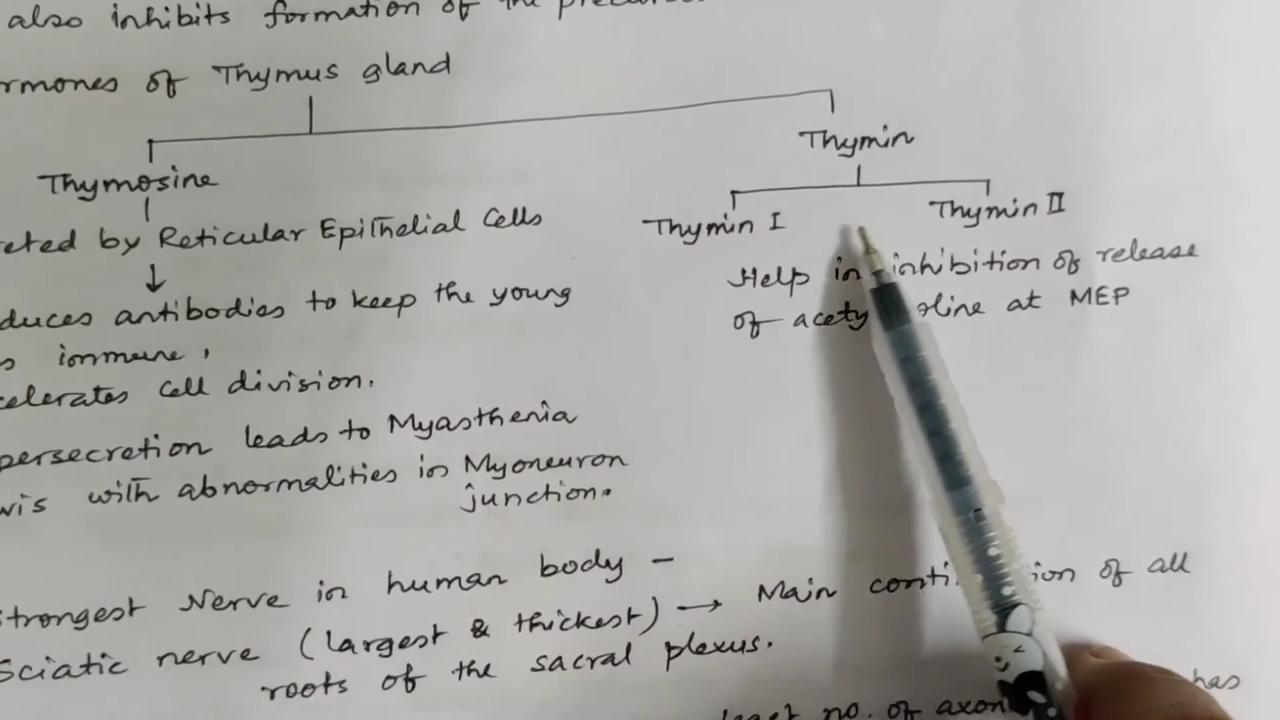 also inhibits formation of the
rmones of Thymus gland
Thymosine
Thymin
Thymin I
Thymin II
eted by Reticular Epithelial Cells
Help in inhibition of release
of acety oline at MEP
duces antibodies to keep the young
s ionmune,
celerates cell division.
persecretion leads to Myasthenia
vis with abnormalities in Myoneuron
junction.
strongest Nerve in human body -
Sciatic nerve (largest & thickest) → Main conti ion of all
roots of the sacral plexus.
has
least no. of axon